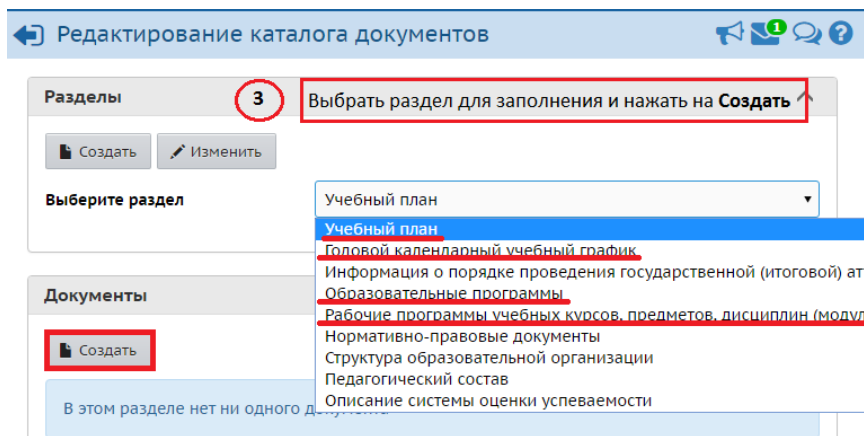 Редактирование каталога документов
1
Разделы
3
Выбрать раздел для заполнения и нажать на Создать
Создать
Изменить
Выберите раздел
Учебный план
Учебный план
Годовой календарный учебный график
Информация о порядке проведения государственной (итоговой) ат
Образовательные программы
Рабочие программы учебных курсов, предметов, дисциплин (модул
Нормативно-правовые документы
Структура образовательной организации
Педагогический состав
Описание системы оценки успеваемости
Документы
Создать
В этом разделе нет ни одного